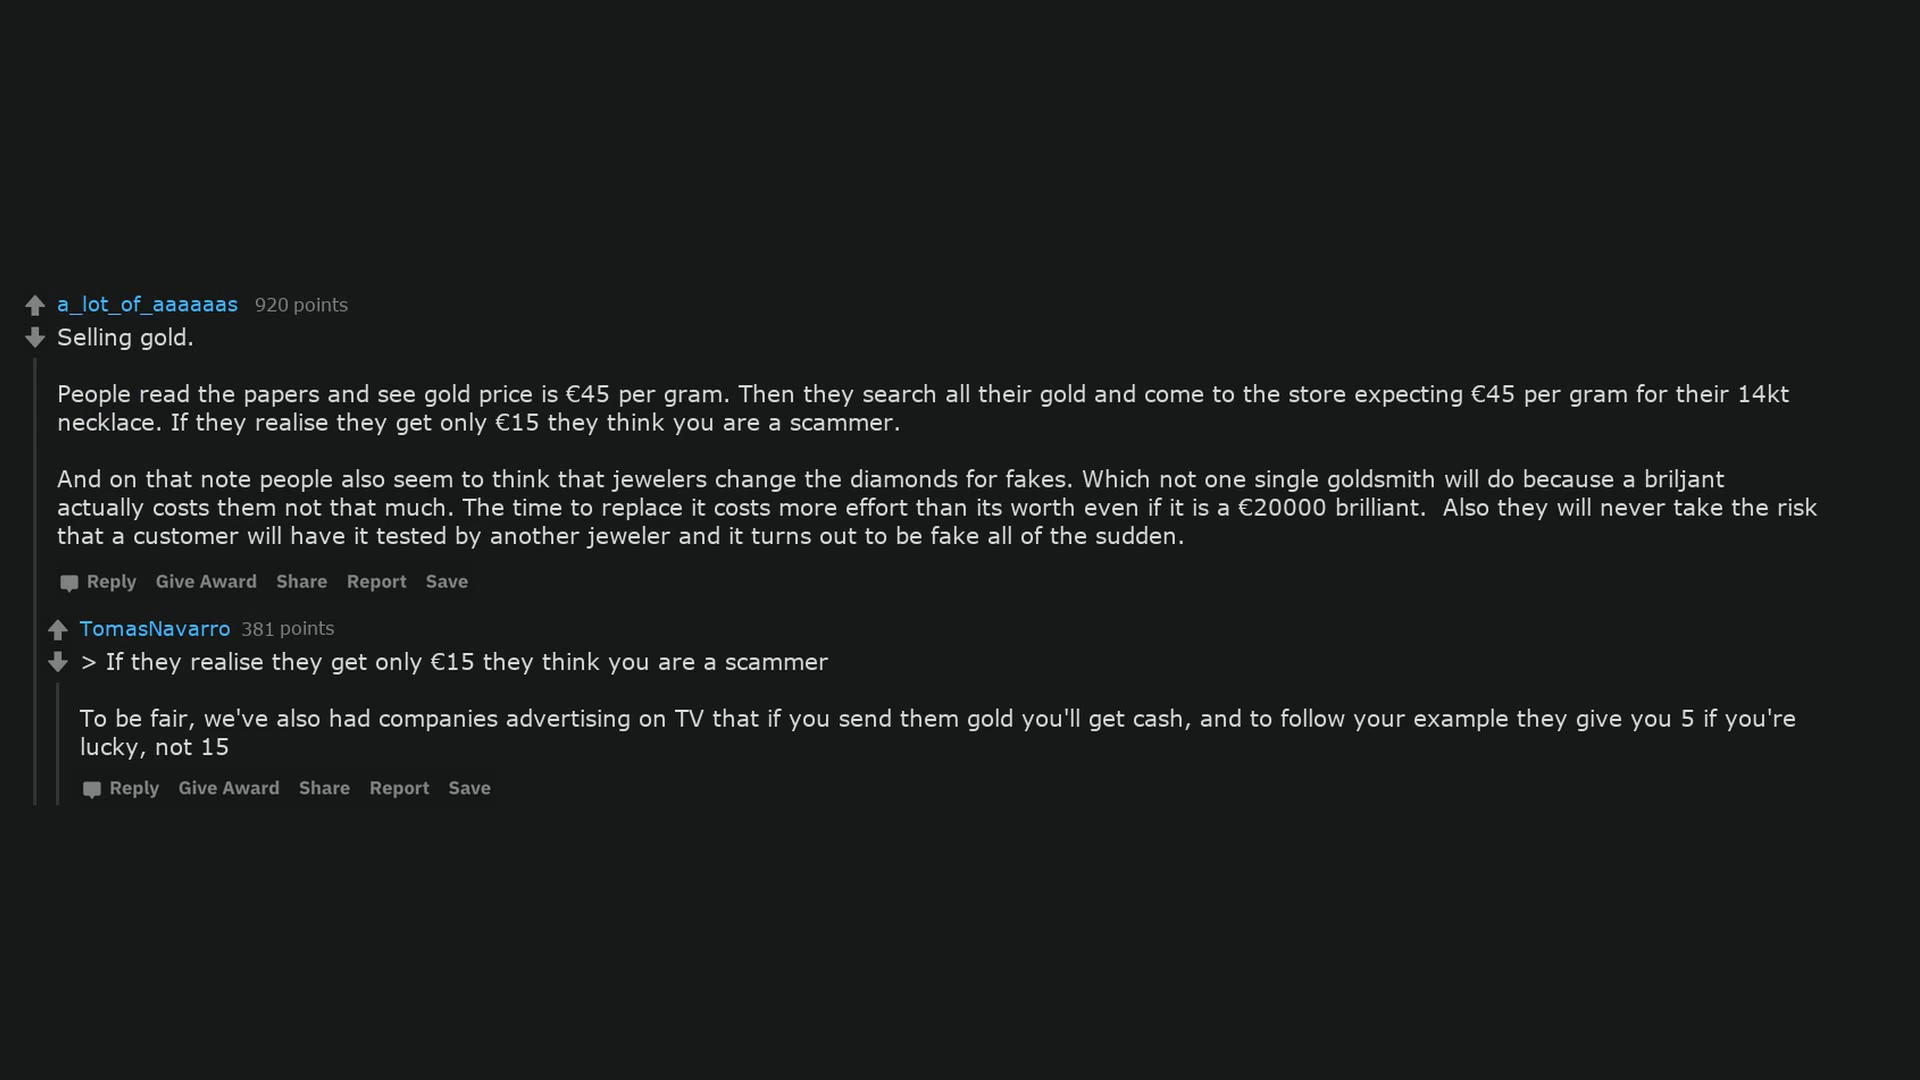 a_lot_of_aaaaaas 920 points
Selling gold.
People read the papers and see gold price is €45 per gram. Then they search all their gold and come to the store expecting €45 per gram for their 14kt
necklace. If they realise they get only €15 they think you are a scammer.
And on that note people also seem to think that jewelers change the diamonds for fakes. Which not one single goldsmith will do because a briljant
actually costs them not that much. The time to replace it costs more effort than its worth even if it is a €20000 brilliant.  Also they will never take the risk
that a customer will have it tested by another jeweler and it turns out to be fake all of the sudden.
Reply Give Award Share Report Save
TomasNavarro 381 points
> If they realise they get only €15 they think you are a scammer
To be fair, we've also had companies advertising on TV that if you send them gold you'll get cash, and to follow your example they give you 5 if you're
lucky, not 15
Reply Give Award Share Report Save